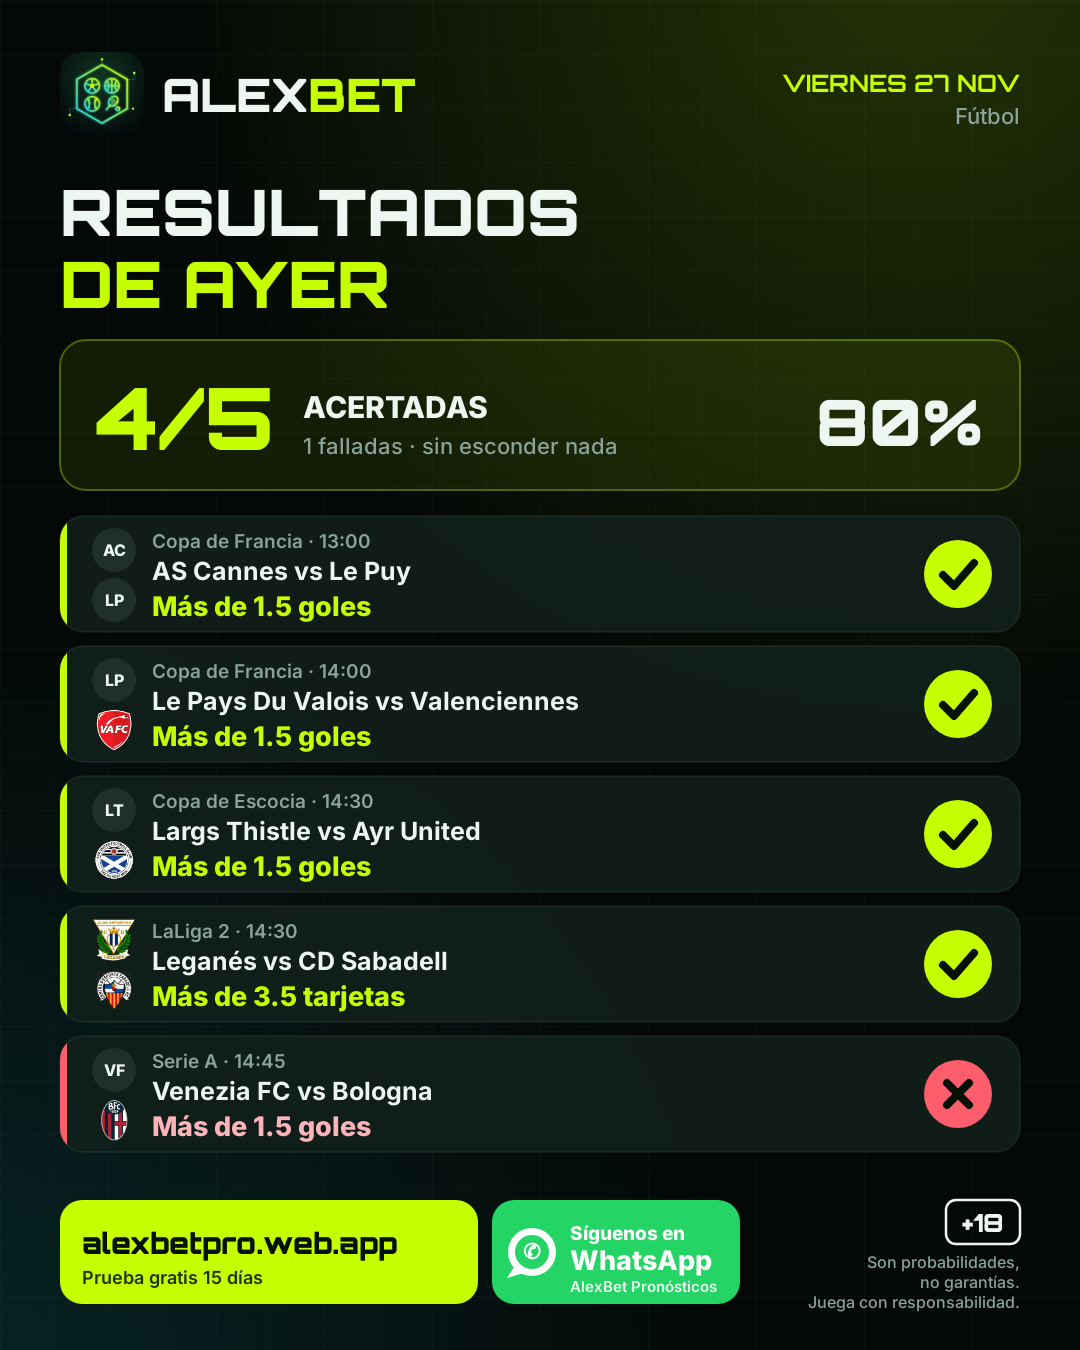 ALEXBET
VIERNES 27 NOV
Fútbol
RESULTADOS
DE AYER
4/5
ACERTADAS
1 falladas · sin esconder nada
80%
AC
LP
Copa de Francia · 13:00
AS Cannes vs Le Puy
Más de 1.5 goles
LP
VAFC
Copa de Francia · 14:00
Le Pays Du Valois vs Valenciennes
Más de 1.5 goles
LT
Copa de Escocia · 14:30
Largs Thistle vs Ayr United
Más de 1.5 goles
LEGANES
LaLiga 2 · 14:30
Leganés vs CD Sabadell
Más de 3.5 tarjetas
VF
BFC
Serie A · 14:45
Venezia FC vs Bologna
Más de 1.5 goles
alexbetpro.web.app
Prueba gratis 15 días
Síguenos en
WhatsApp
AlexBet Pronósticos
+18
Son probabilidades,
no garantías.
Juega con responsabilidad.